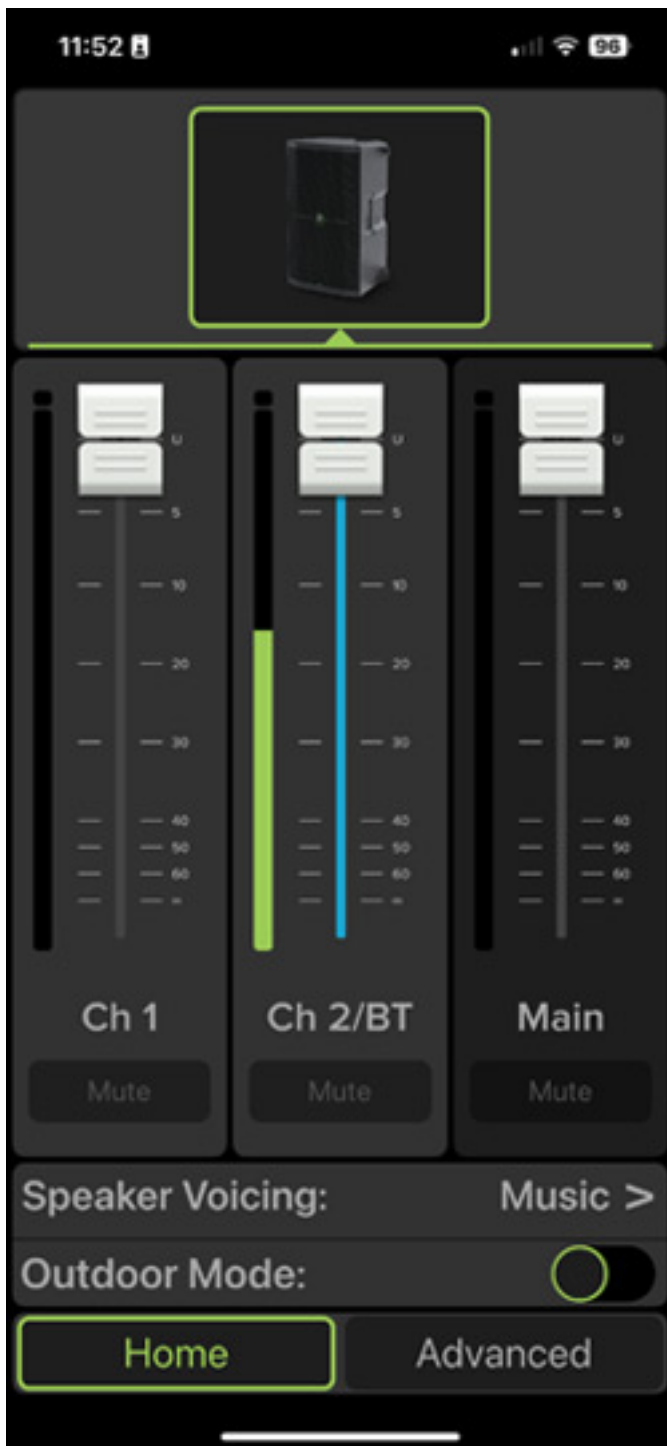 11:52
96
U U U
5 5 5
10 10 10
20 20 20
30 30 30
40 40 40
50 50 50
60 60 60
∞ ∞ ∞
Ch 1 Ch 2/BT Main
Mute Mute Mute
Speaker Voicing: Music >
Outdoor Mode:
Home Advanced